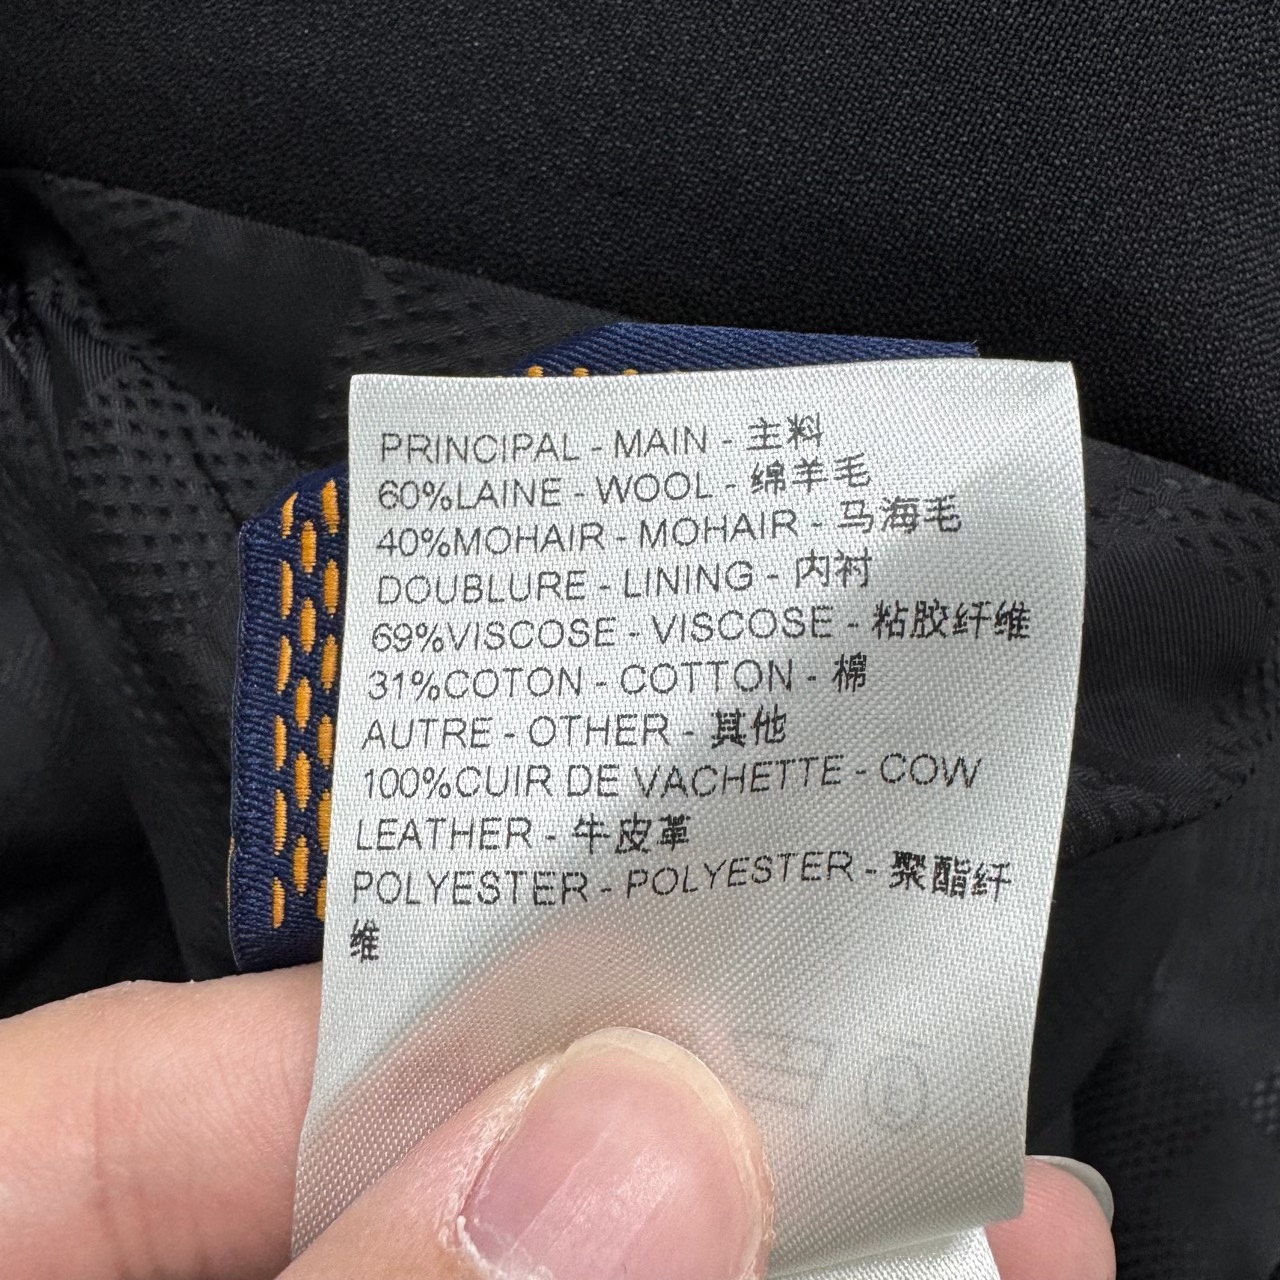 PRINCIPAL - MAIN - 主料
60%LAINE - WOOL - 绵羊毛
40%MOHAIR - MOHAIR - 马海毛
DOUBLURE - LINING - 内衬
69%VISCOSE - VISCOSE - 粘胶纤维
31%COTON - COTTON - 棉
AUTRE - OTHER - 其他
100%CUIR DE VACHETTE - COW
LEATHER - 牛皮革
POLYESTER - POLYESTER - 聚酯纤
维